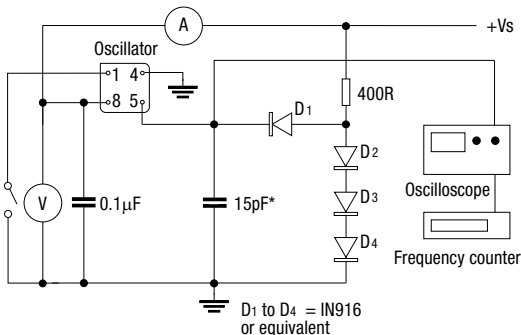 A
+Vs
Oscillator
1 4
8 5
400R
D1
D2
D3
D4
V
0.1µF
15pF*
Oscilloscope
Frequency counter
D1 to D4 = IN916
or equivalent